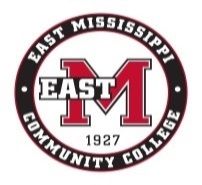 EAST MISSISSIPPI
EAST M
1927
COMMUNITY COLLEGE